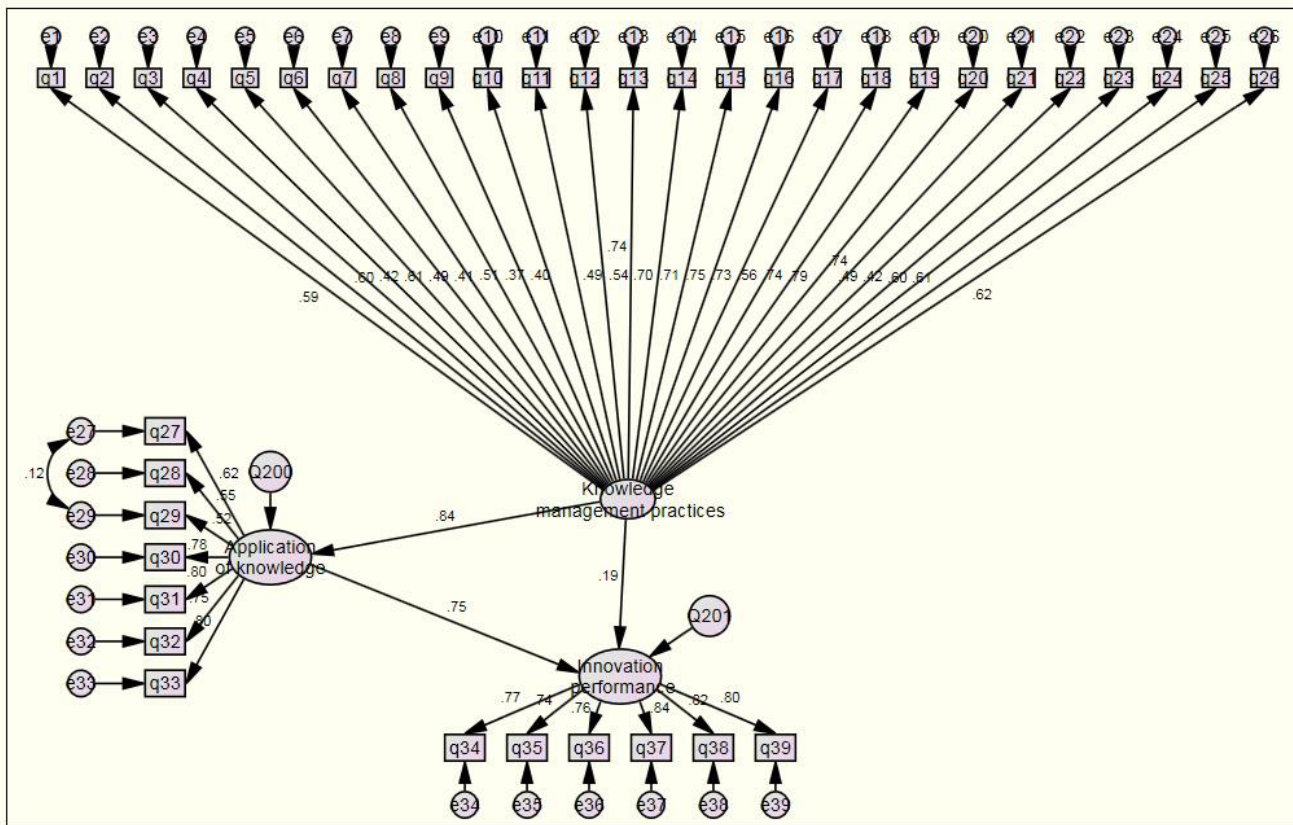 e1 e2 e3 e4 e5 e6 e7 e8 e9 e10 e11 e12 e13 e14 e15 e16 e17 e18 e19 e20 e21 e22 e23 e24 e25 e26
q1 q2 q3 q4 q5 q6 q7 q8 q9 q10 q11 q12 q13 q14 q15 q16 q17 q18 q19 q20 q21 q22 q23 q24 q25 q26
.74 .74
.59 .60 .42 .61 .49 .41 .51 .37 .40 .49 .54 .70 .71 .75 .73 .56 .74 .79 .49 .42 .60 .61 .62
e27 q27
.12 e28 q28 .62 Q200
.55
e29 q29 .52
Knowledge
management practices
.84
e30 q30 .78 Application
of knowledge
e31 q31 .80
.75
e32 q32 .80
e33 q33
.75 .19 Q201
Innovation
performance
.77 .74 .76 .84 .82 .80
q34 q35 q36 q37 q38 q39
e34 e35 e36 e37 e38 e39